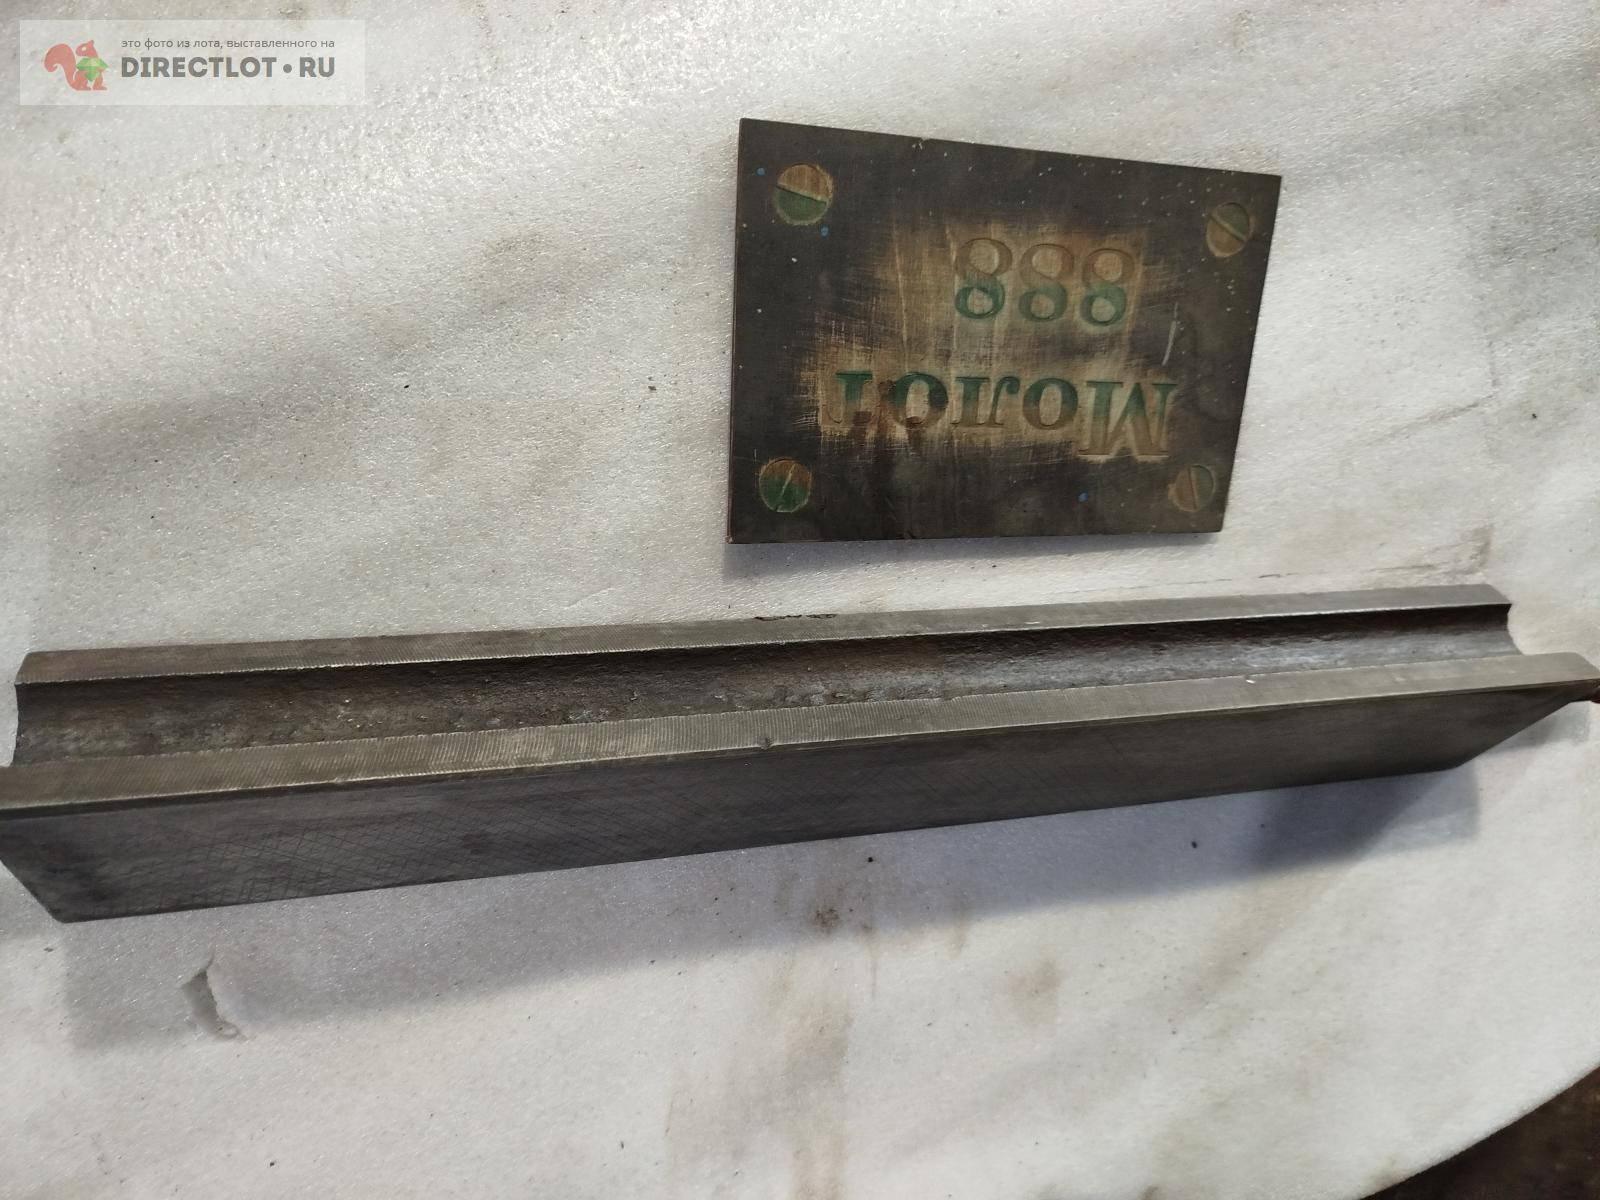 это фото из лота, выставленного на
DIRECTLOT•RU
Молот
888